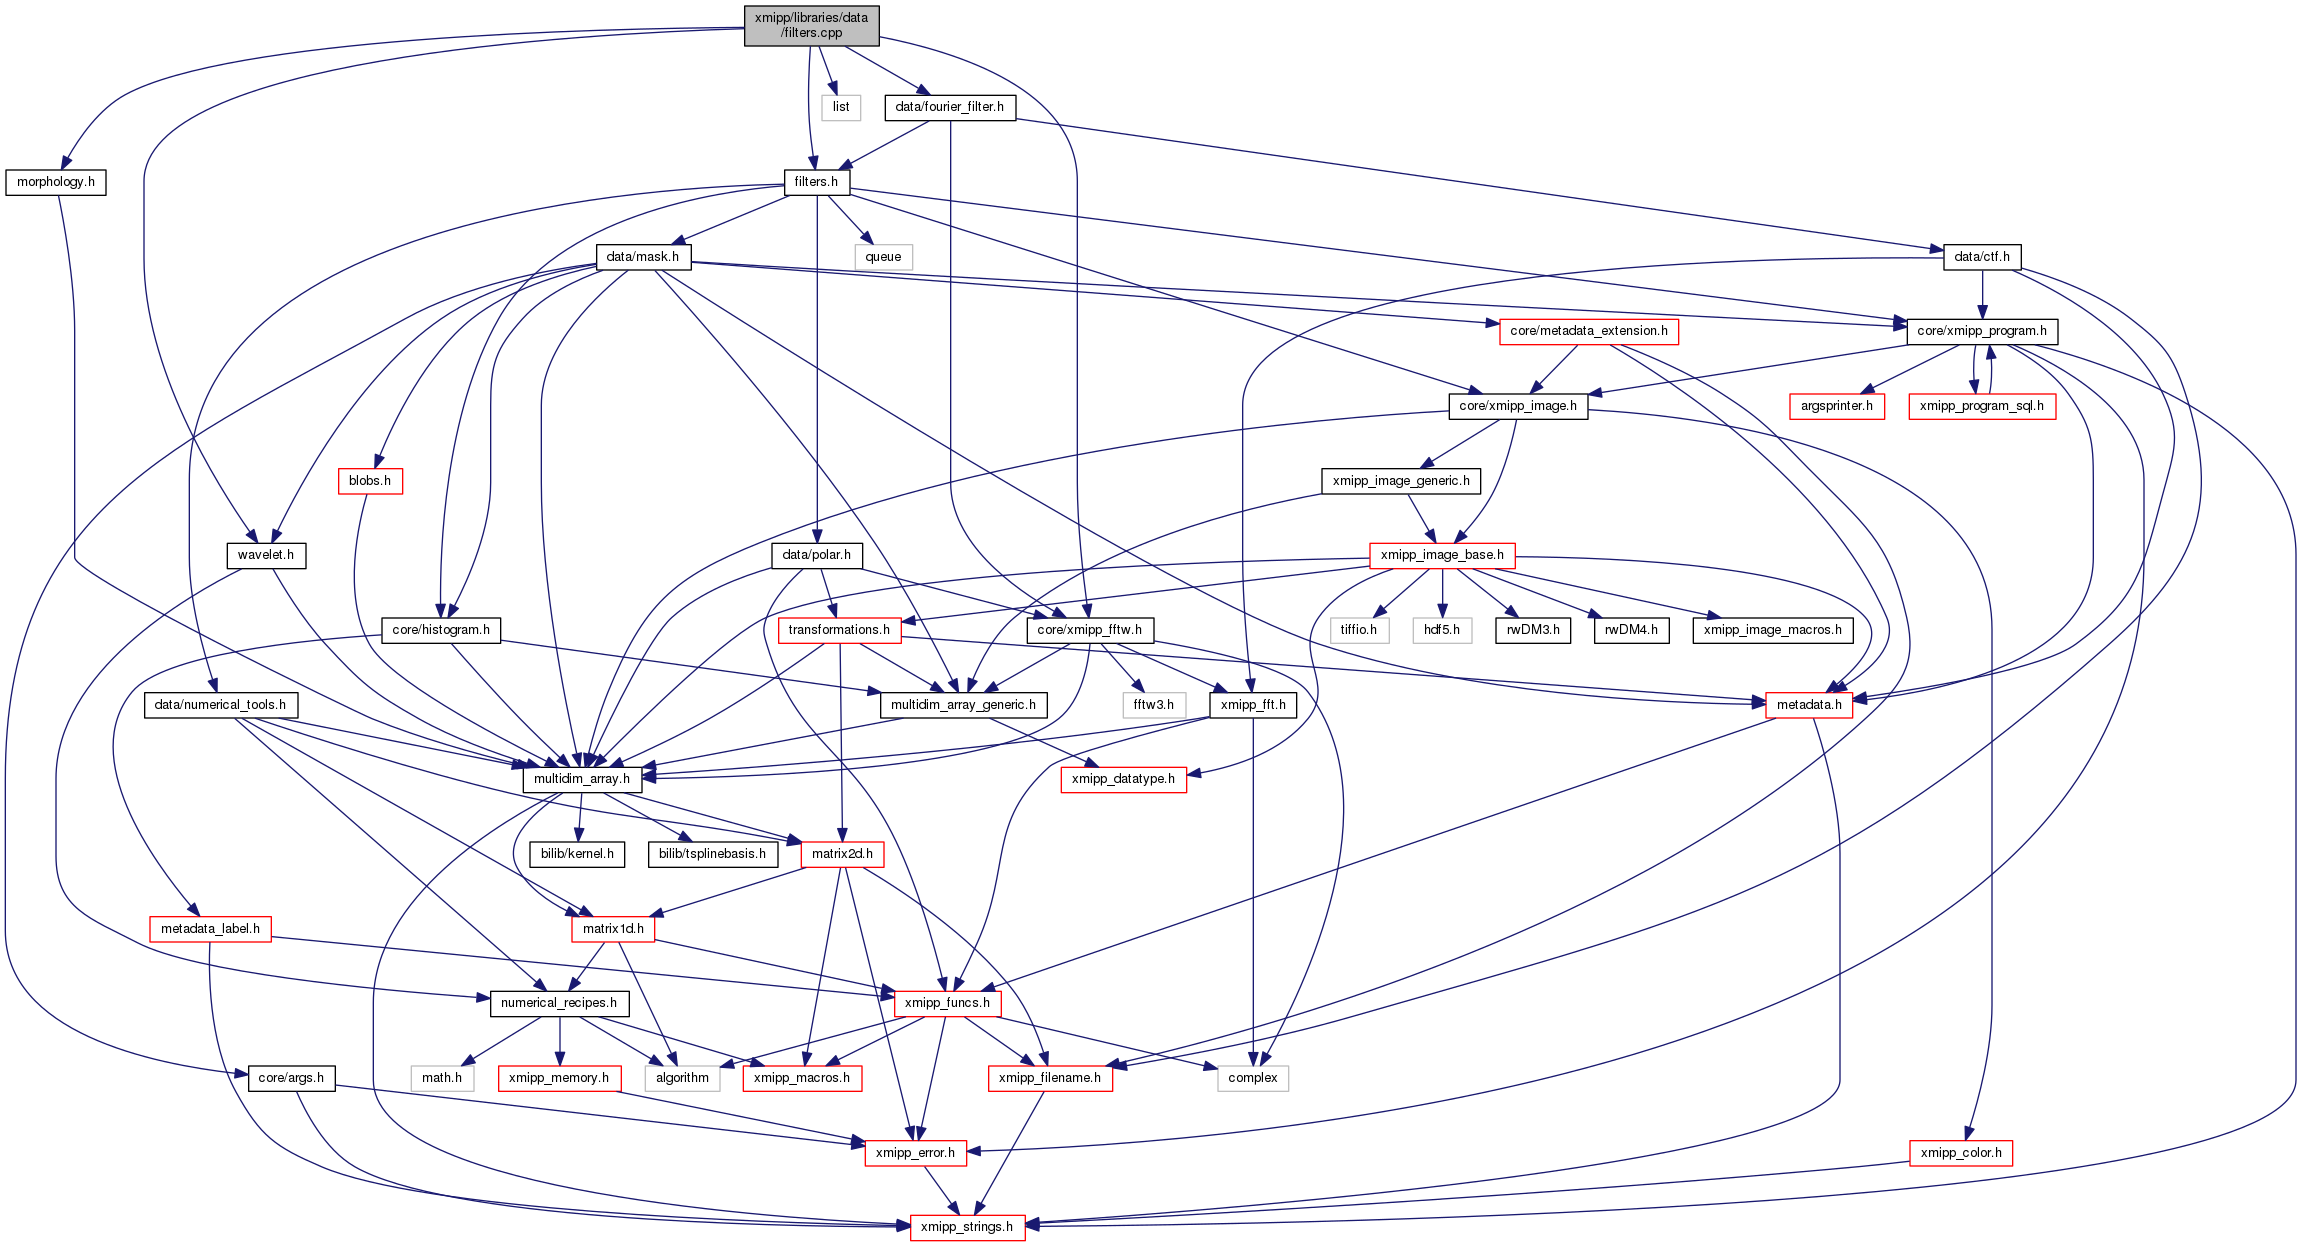 xmipp/libraries/data
/filters.cpp
list
data/fourier_filter.h
morphology.h
filters.h
data/mask.h
queue
data/ctf.h
core/metadata_extension.h
core/xmipp_program.h
core/xmipp_image.h
argsprinter.h
xmipp_program_sql.h
blobs.h
xmipp_image_generic.h
wavelet.h
data/polar.h
xmipp_image_base.h
core/histogram.h
transformations.h
core/xmipp_fftw.h
tiffio.h
hdf5.h
rwDM3.h
rwDM4.h
xmipp_image_macros.h
data/numerical_tools.h
multidim_array_generic.h
fftw3.h
xmipp_fft.h
metadata.h
multidim_array.h
xmipp_datatype.h
bilib/kernel.h
bilib/tsplinebasis.h
matrix2d.h
metadata_label.h
matrix1d.h
numerical_recipes.h
xmipp_funcs.h
core/args.h
math.h
xmipp_memory.h
algorithm
xmipp_macros.h
xmipp_filename.h
complex
xmipp_error.h
xmipp_color.h
xmipp_strings.h